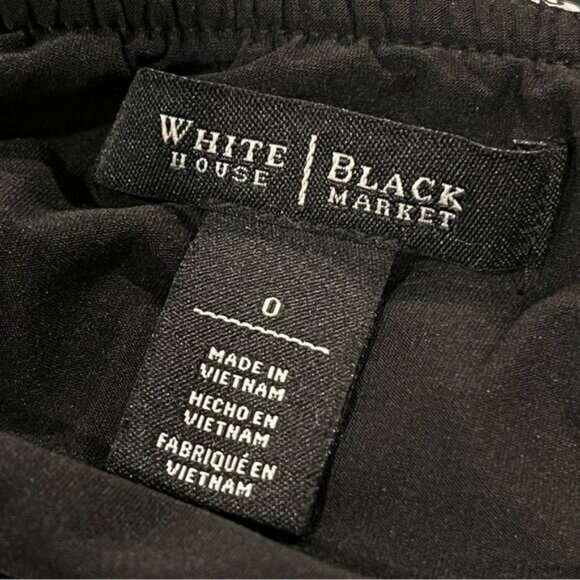 WHITE | BLACK
HOUSE | MARKET
0
MADE IN
VIETNAM
HECHO EN
VIETNAM
FABRIQUÉ EN
VIETNAM